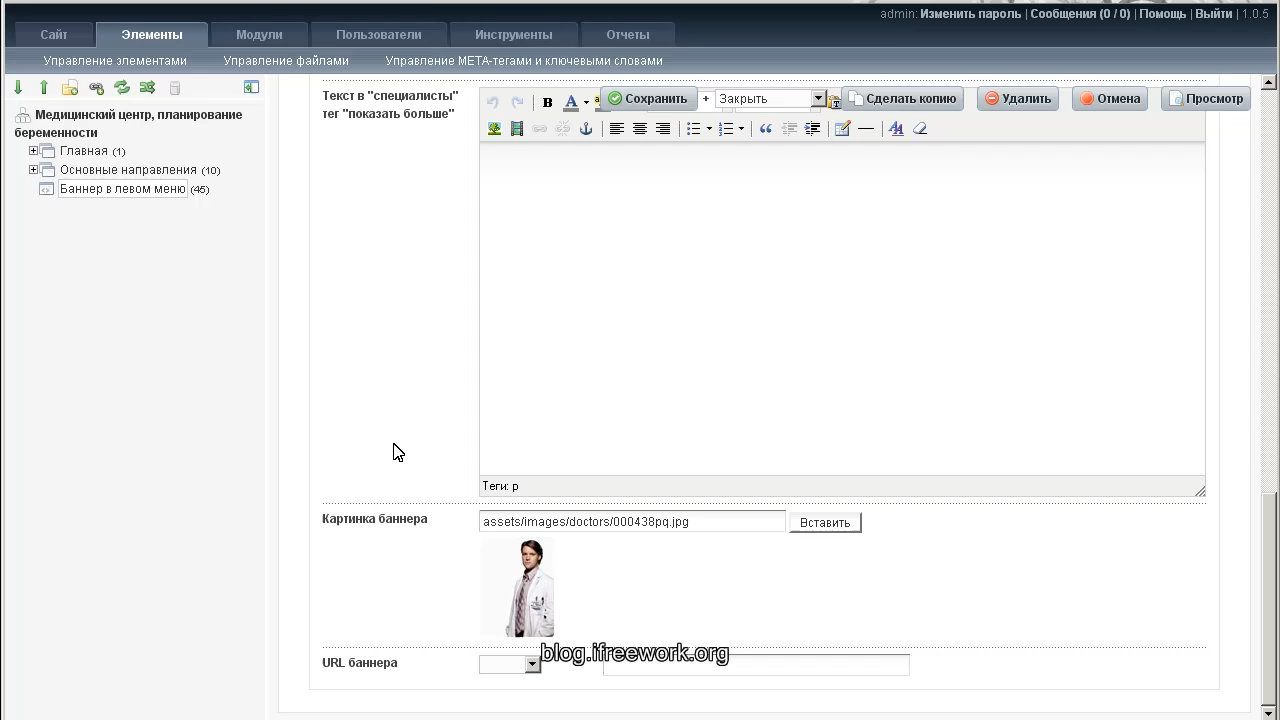 admin: Изменить пароль | Сообщения (0 / 0) | Помощь | Выйти | 1.0.5
Сайт Элементы Модули Пользователи Инструменты Отчеты
Управление элементами Управление файлами Управление META-тегами и ключевыми словами
Медицинский центр, планирование
беременности
Главная (1)
Основные направления (10)
Баннер в левом меню (45)
Сохранить + Закрыть Сделать копию Удалить Отмена Просмотр
Текст в "специалисты"
тег "показать больше"
Теги: p
Картинка баннера assets/images/doctors/000438pq.jpg Вставить
blog.ifreework.org
URL баннера